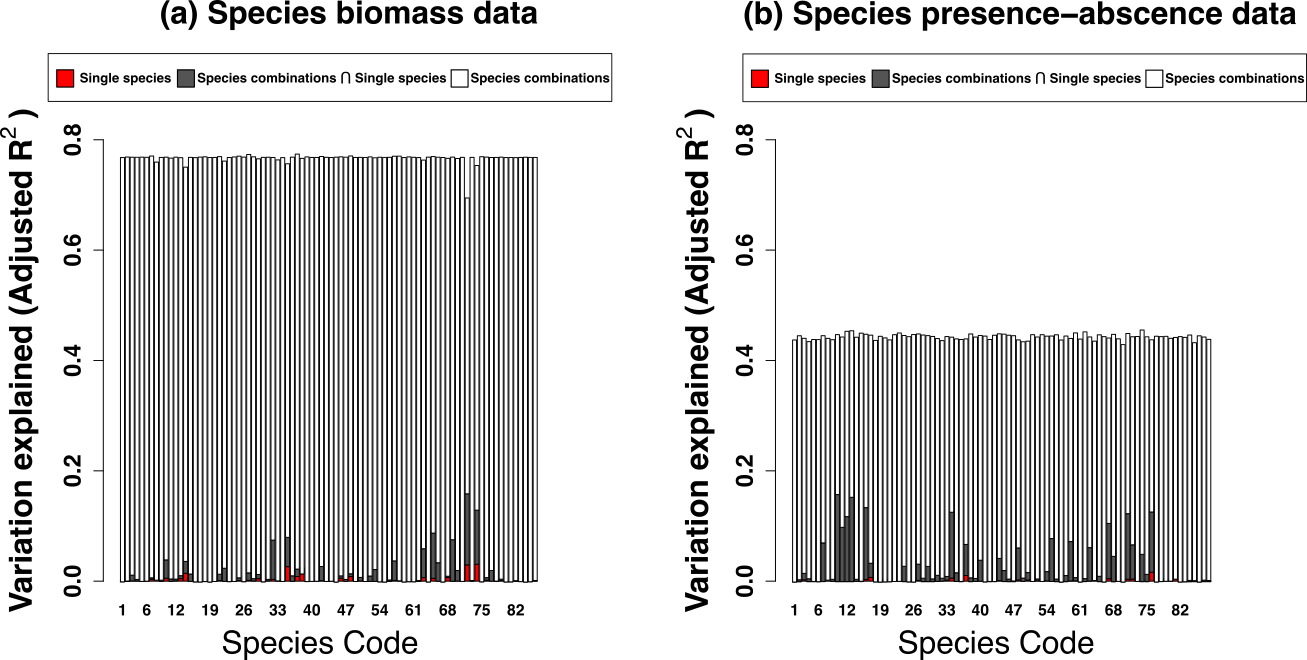 (a) Species biomass data
Single species Species combinations ∩ Single species Species combinations
Variation explained (Adjusted R²)
0.8
0.6
0.4
0.2
0.0
1 6 12 19 26 33 40 47 54 61 68 75 82
Species Code
(b) Species presence−abscence data
Single species Species combinations ∩ Single species Species combinations
Variation explained (Adjusted R²)
0.8
0.6
0.4
0.2
0.0
1 6 12 19 26 33 40 47 54 61 68 75 82
Species Code